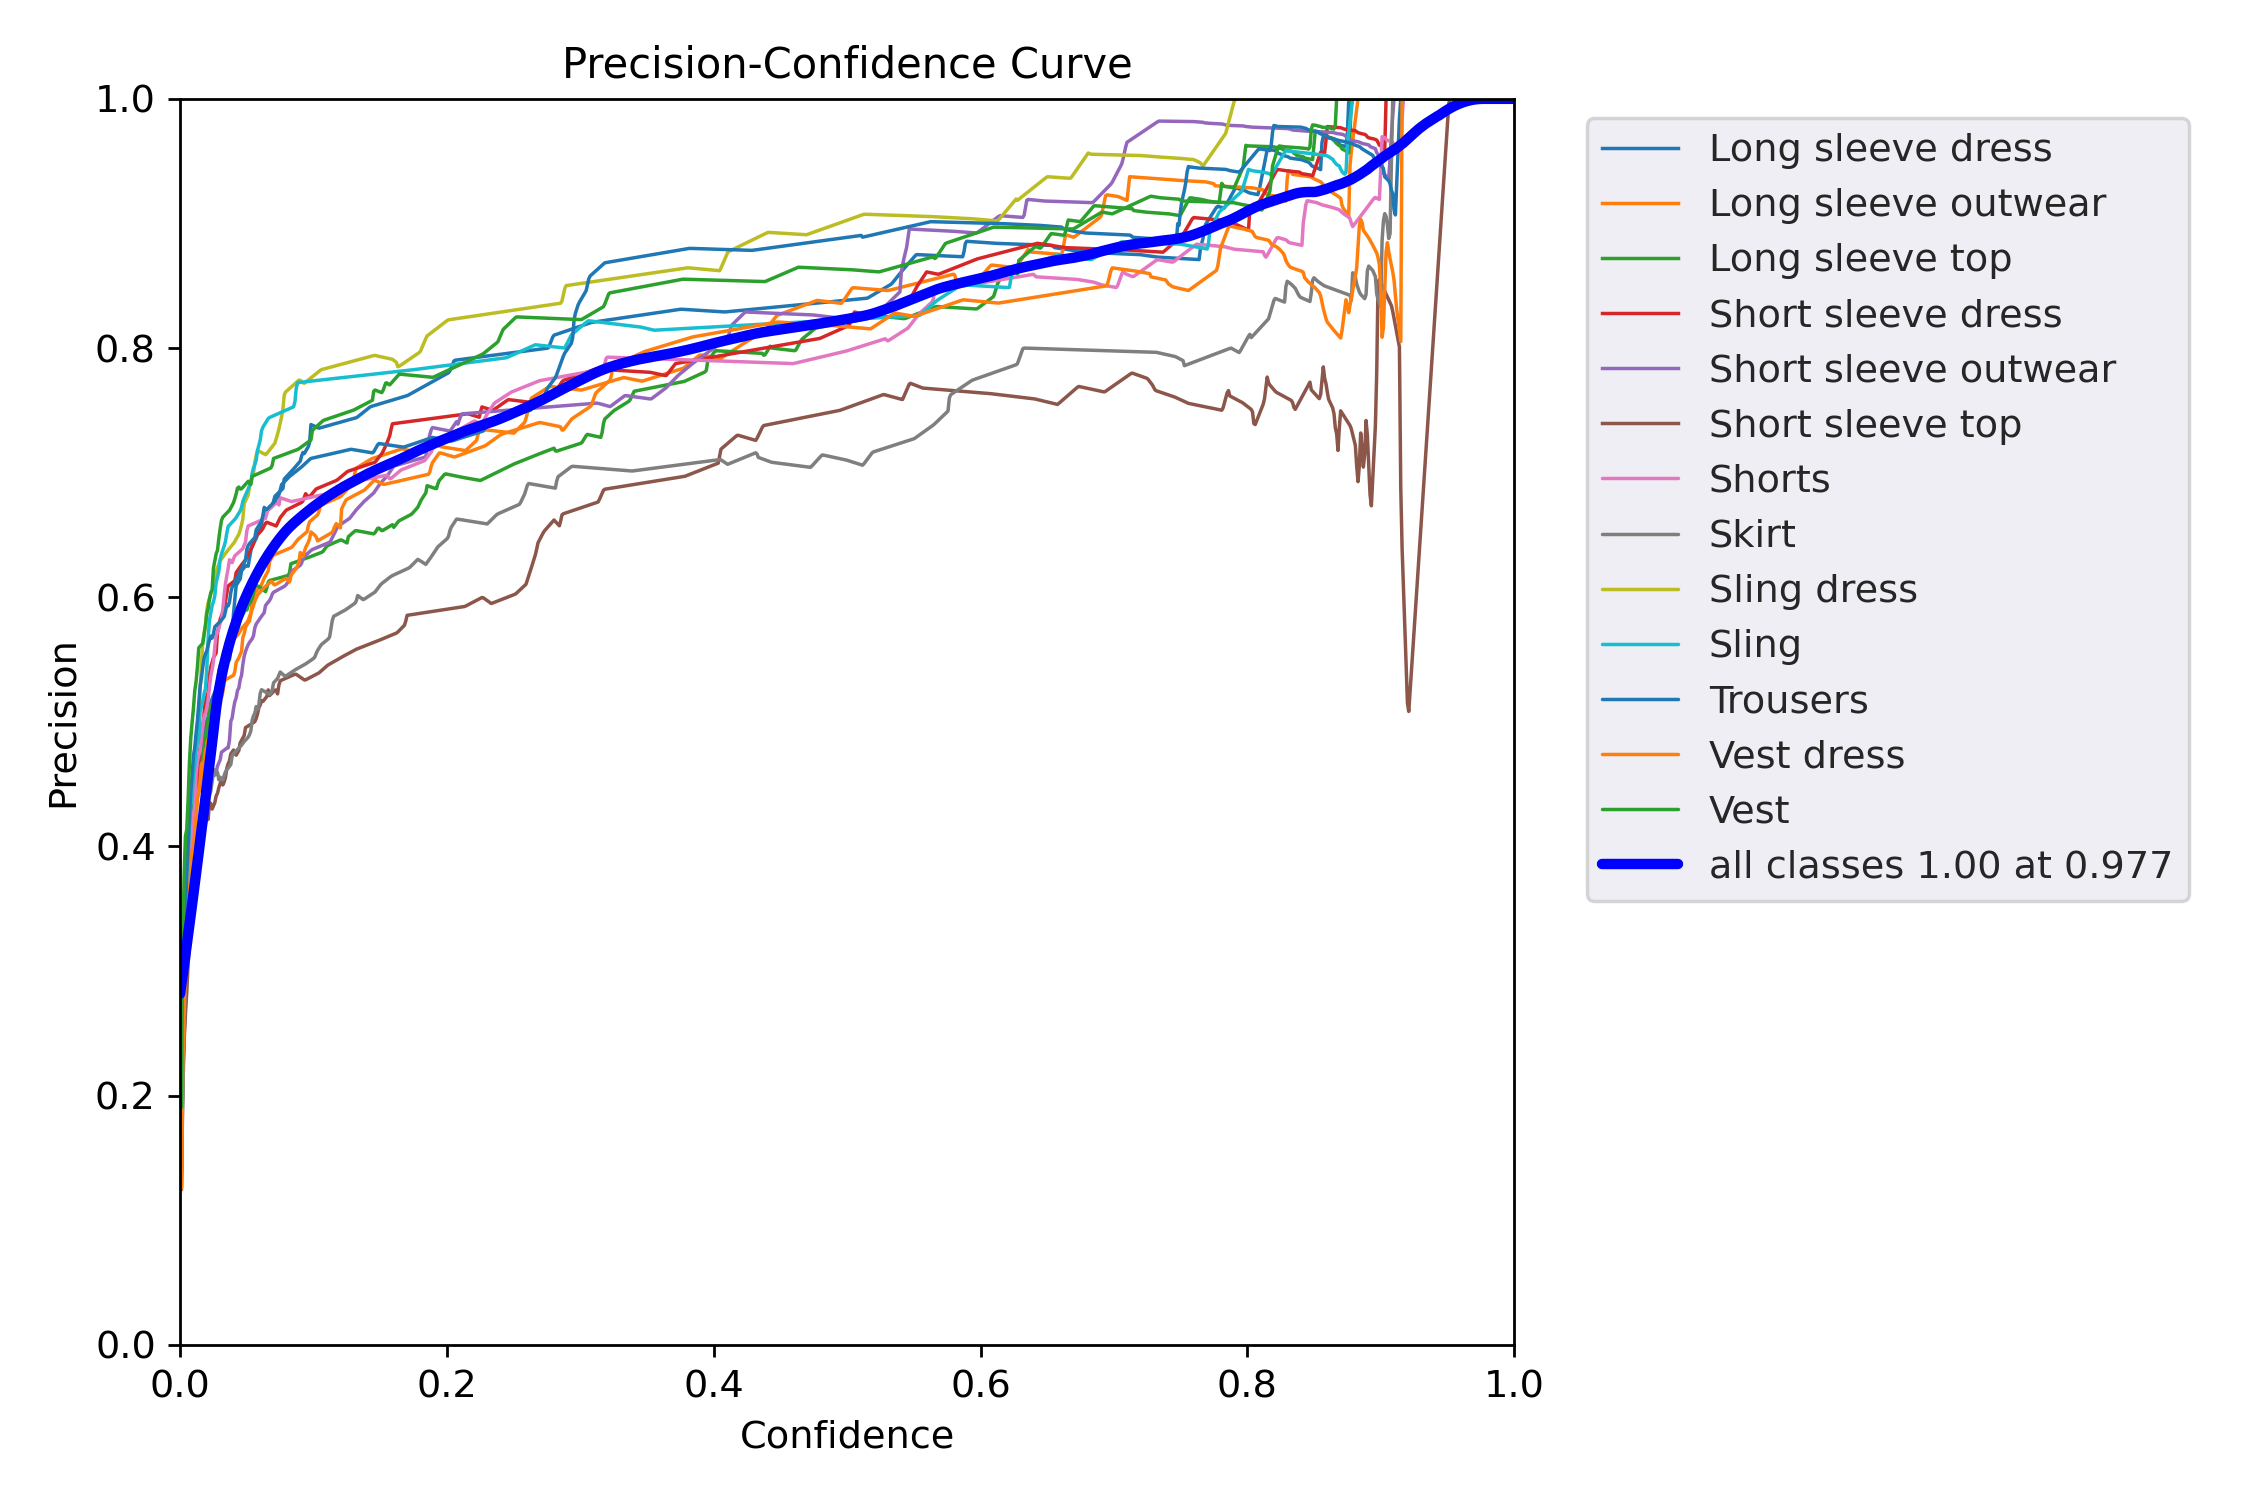 Precision-Confidence Curve
1.0
0.8
0.6
0.4
0.2
0.0
Precision
0.0 0.2 0.4 0.6 0.8 1.0
Confidence
Long sleeve dress
Long sleeve outwear
Long sleeve top
Short sleeve dress
Short sleeve outwear
Short sleeve top
Shorts
Skirt
Sling dress
Sling
Trousers
Vest dress
Vest
all classes 1.00 at 0.977